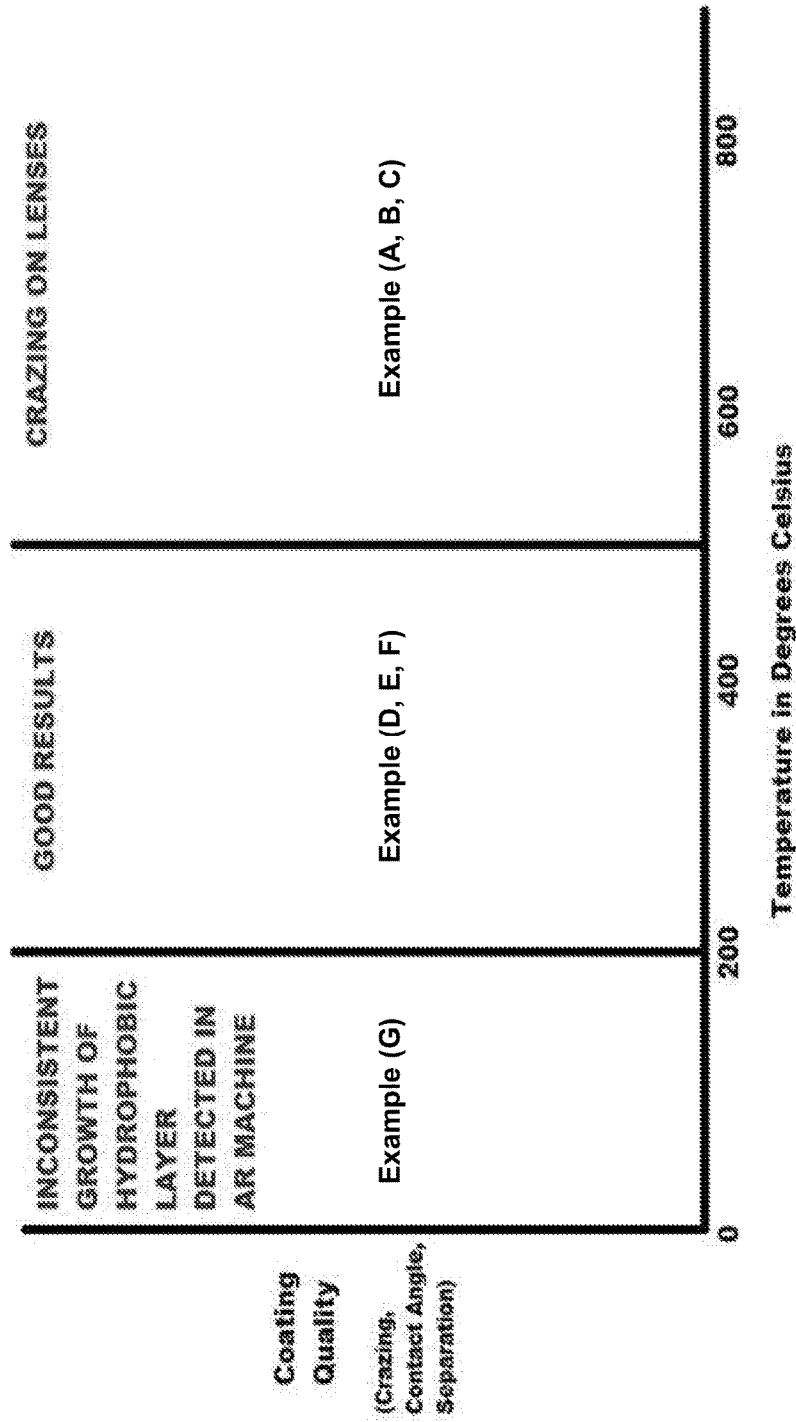 INCONSISTENT
GROWTH OF
HYDROPHOBIC
LAYER
DETECTED IN
AR MACHINE
GOOD RESULTS
CRAZING ON LENSES
Coating
Quality
(Crazing,
Contact Angle,
Separation)
Example (G)
Example (D, E, F)
Example (A, B, C)
0
200
400
600
800
Temperature in Degrees Celsius